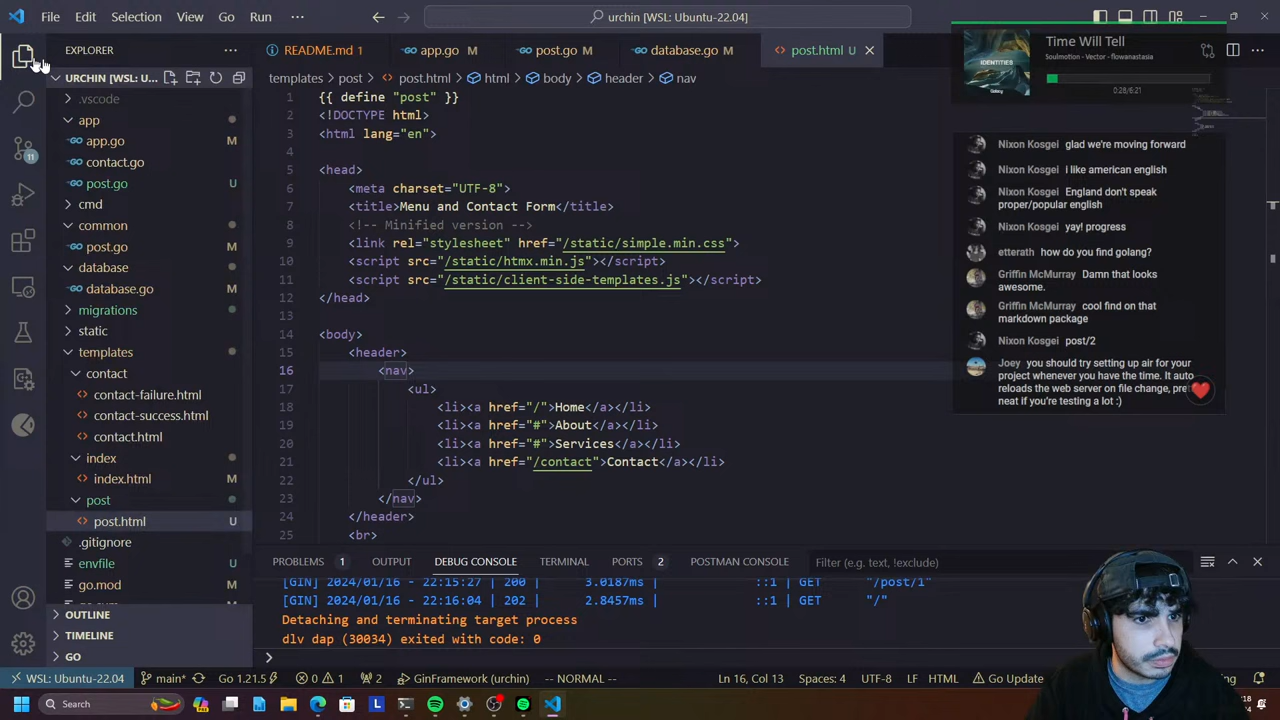 File Edit Selection View Go Run ···
urchin [WSL: Ubuntu-22.04]
EXPLORER
README.md 1
app.go M
post.go M
database.go M
post.html U
URCHIN [WSL: U...
templates > post > post.html > html > body > header > nav
Time Will Tell
Soulmotion - Vector - flowanastasia
0:28/6:21
IDENTITIES
Galacy
.vscode
app
app.go M
contact.go
post.go U
cmd
common
post.go
database
database.go
migrations
static
templates
contact
contact-failure.html
contact-success.html
contact.html
index
index.html M
post
post.html U
.gitignore
envfile
go.mod
OUTLINE
TIMELINE
GO
11
1 {{ define "post" }}
2 <!DOCTYPE html>
3 <html lang="en">
4
5 <head>
6 <meta charset="UTF-8">
7 <title>Menu and Contact Form</title>
8 <!-- Minified version -->
9 <link rel="stylesheet" href="/static/simple.min.css">
10 <script src="/static/htmx.min.js"></script>
11 <script src="/static/client-side-templates.js"></script>
12 </head>
13
14 <body>
15 <header>
16 <nav>
17 <ul>
18 <li><a href="/">Home</a></li>
19 <li><a href="#">About</a></li>
20 <li><a href="#">Services</a></li>
21 <li><a href="/contact">Contact</a></li>
22 </ul>
23 </nav>
24 </header>
25 <br>
Nixon Kosgei glad we're moving forward
Nixon Kosgei i like american english
Nixon Kosgei England don't speak
proper/popular english
Nixon Kosgei yay! progress
etterath how do you find golang?
Griffin McMurray Damn that looks
awesome.
Griffin McMurray cool find on that
markdown package
Nixon Kosgei post/2
Joey you should try setting up air for your
project whenever you have the time. It auto
reloads the web server on file change,
neat if you're testing a lot :)
PROBLEMS 1 OUTPUT DEBUG CONSOLE TERMINAL PORTS 2 POSTMAN CONSOLE Filter (e.g. text, !exclude)
[GIN] 2024/01/16 - 22:15:27 | 200 | 3.0187ms | ::1 | GET "/post/1"
[GIN] 2024/01/16 - 22:16:04 | 202 | 2.8457ms | ::1 | GET "/"
Detaching and terminating target process
dlv dap (30034) exited with code: 0
WSL: Ubuntu-22.04 main* Go 1.21.5 0 1 2 GinFramework (urchin) -- NORMAL -- Ln 16, Col 13 Spaces: 4 UTF-8 LF HTML Go Update
Search